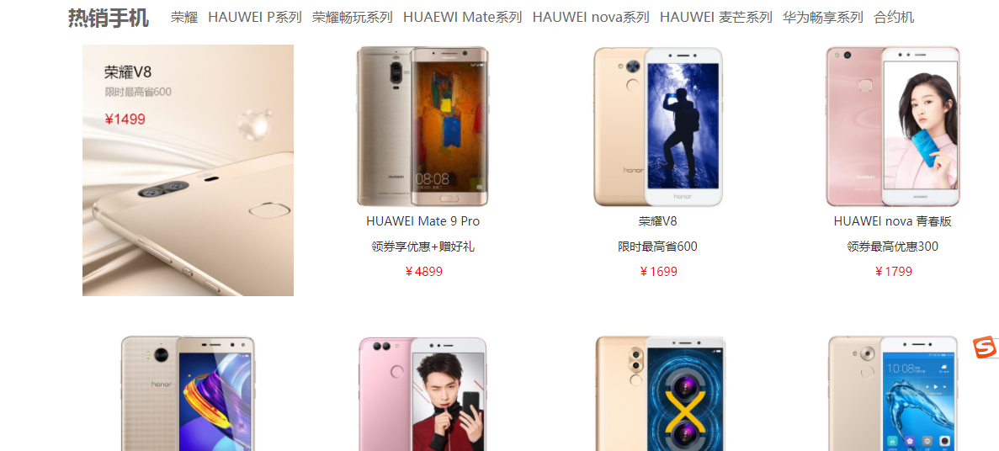 热销手机 荣耀 HAUWEI P系列 荣耀畅玩系列 HUAEWI Mate系列 HAUWEI nova系列 HAUWEI 麦芒系列 华为畅享系列 合约机
荣耀V8
限时最高省600
¥1499
08:08
HUAWEI
honor
honor
HUAWEI Mate 9 Pro
领券享优惠+赠好礼
¥4899
荣耀V8
限时最高省600
¥1699
HUAWEI nova 青春版
领券最高优惠300
¥1799
honor
10:08